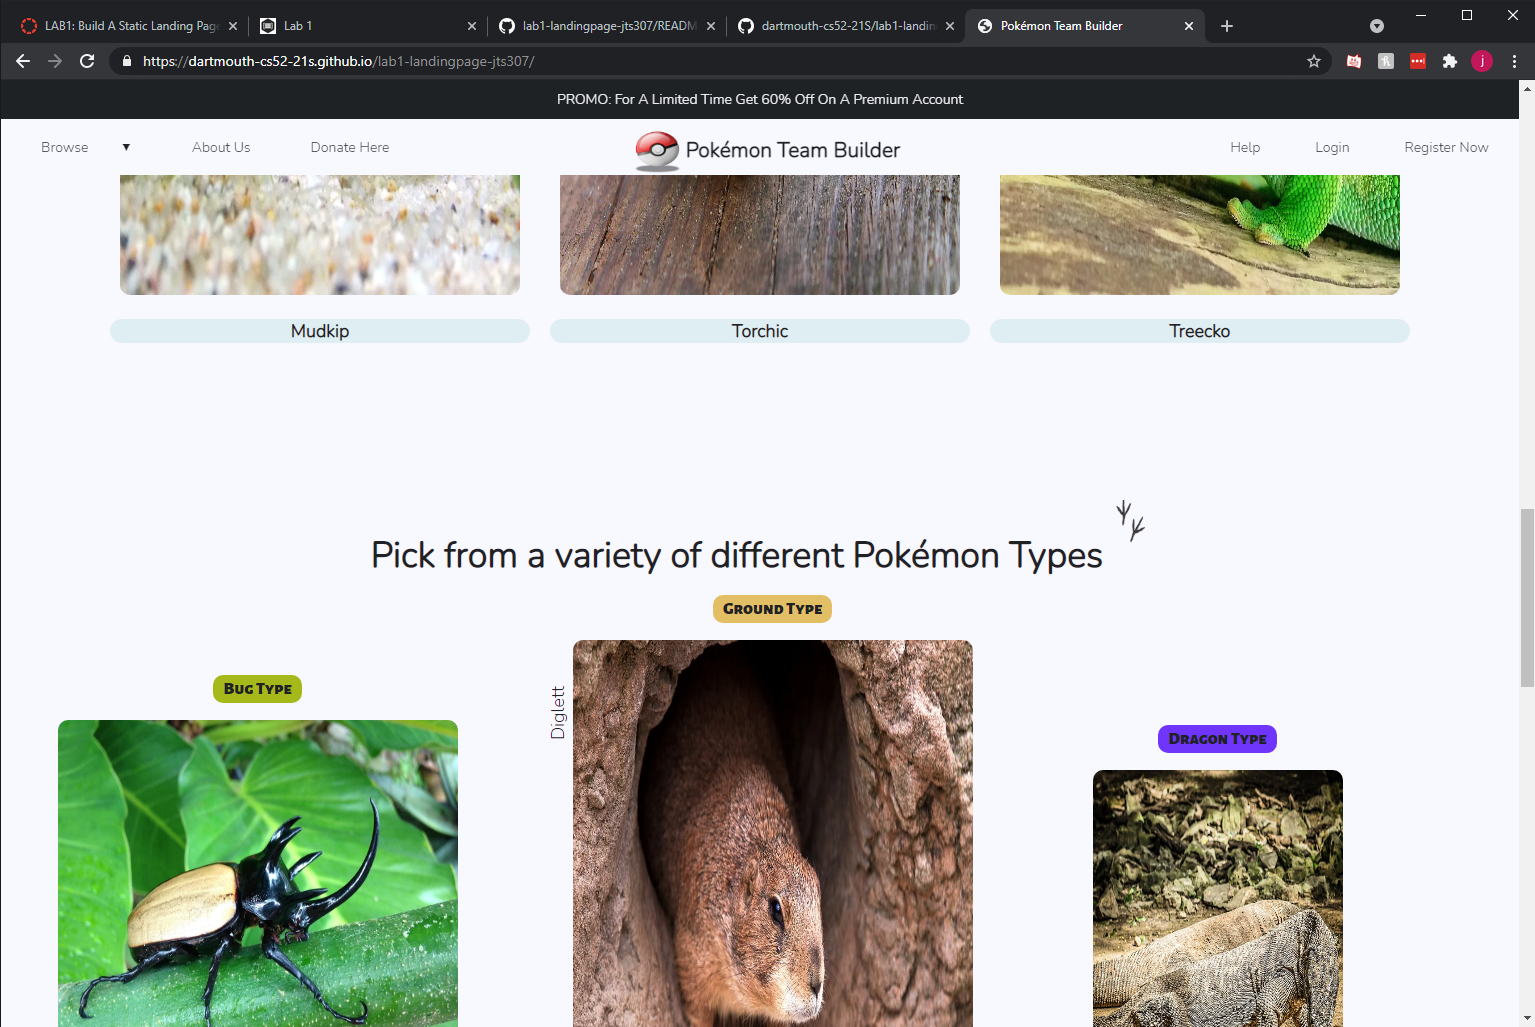 LAB1: Build A Static Landing Pag
Lab 1
lab1-landingpage-jts307/READM
dartmouth-cs52-21S/lab1-landin
Pokémon Team Builder
https://dartmouth-cs52-21s.github.io/lab1-landingpage-jts307/
j
PROMO: For A Limited Time Get 60% Off On A Premium Account
Browse ▼
About Us
Donate Here
Pokémon Team Builder
Help
Login
Register Now
Mudkip
Torchic
Treecko
Pick from a variety of different Pokémon Types
Ground Type
Bug Type
Diglett
Dragon Type